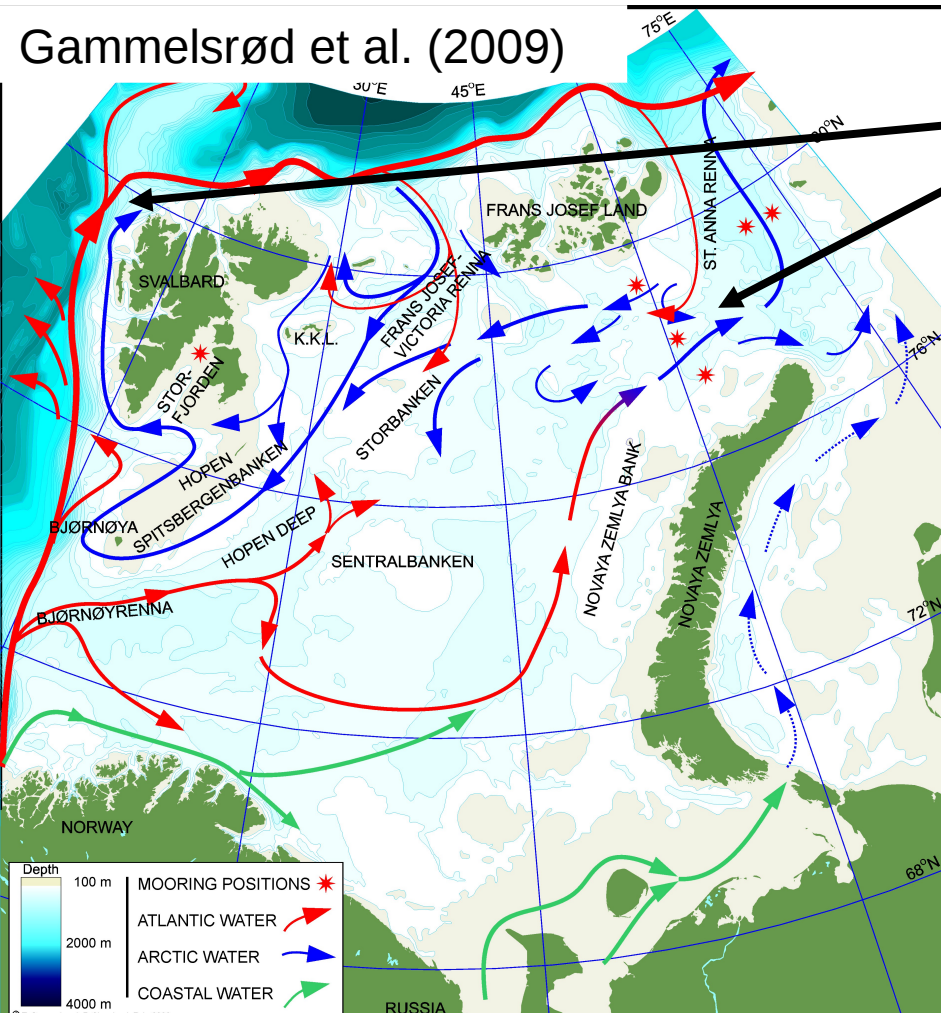 Gammelsrød et al. (2009)
75°E
30°E
45°E
80°N
ST. ANNA RENNA
FRANS JOSEF LAND
SVALBARD
FRANS JOSEF-
VICTORIA RENNA
K.K.L.
76°N
STOR-
FJORDEN
STORBANKEN
HOPEN
SPITSBERGENBANKEN
BJØRNØYA
HOPEN DEEP
SENTRALBANKEN
NOVAYA ZEMLYA BANK
NOVAYA ZEMLYA
BJØRNØYRENNA
72°N
NORWAY
68°N
Depth
100 m
2000 m
4000 m
MOORING POSITIONS
ATLANTIC WATER
ARCTIC WATER
COASTAL WATER
RUSSIA